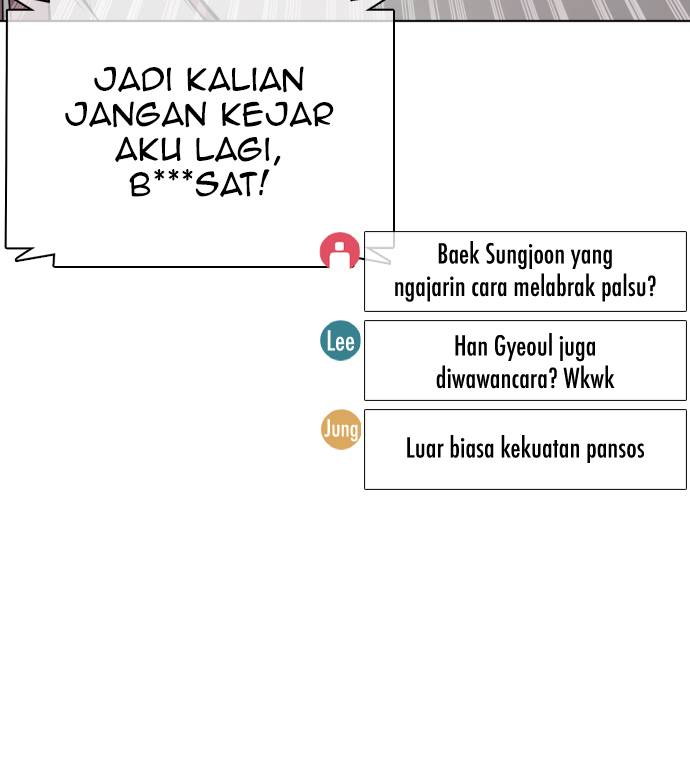 JADI KALIAN
JANGAN KEJAR
AKU LAGI,
B***SAT!
Baek Sungjoon yang
ngajarin cara melabrak palsu?
Lee
Han Gyeoul juga
diwawancara? Wkwk
Jung
Luar biasa kekuatan pansos